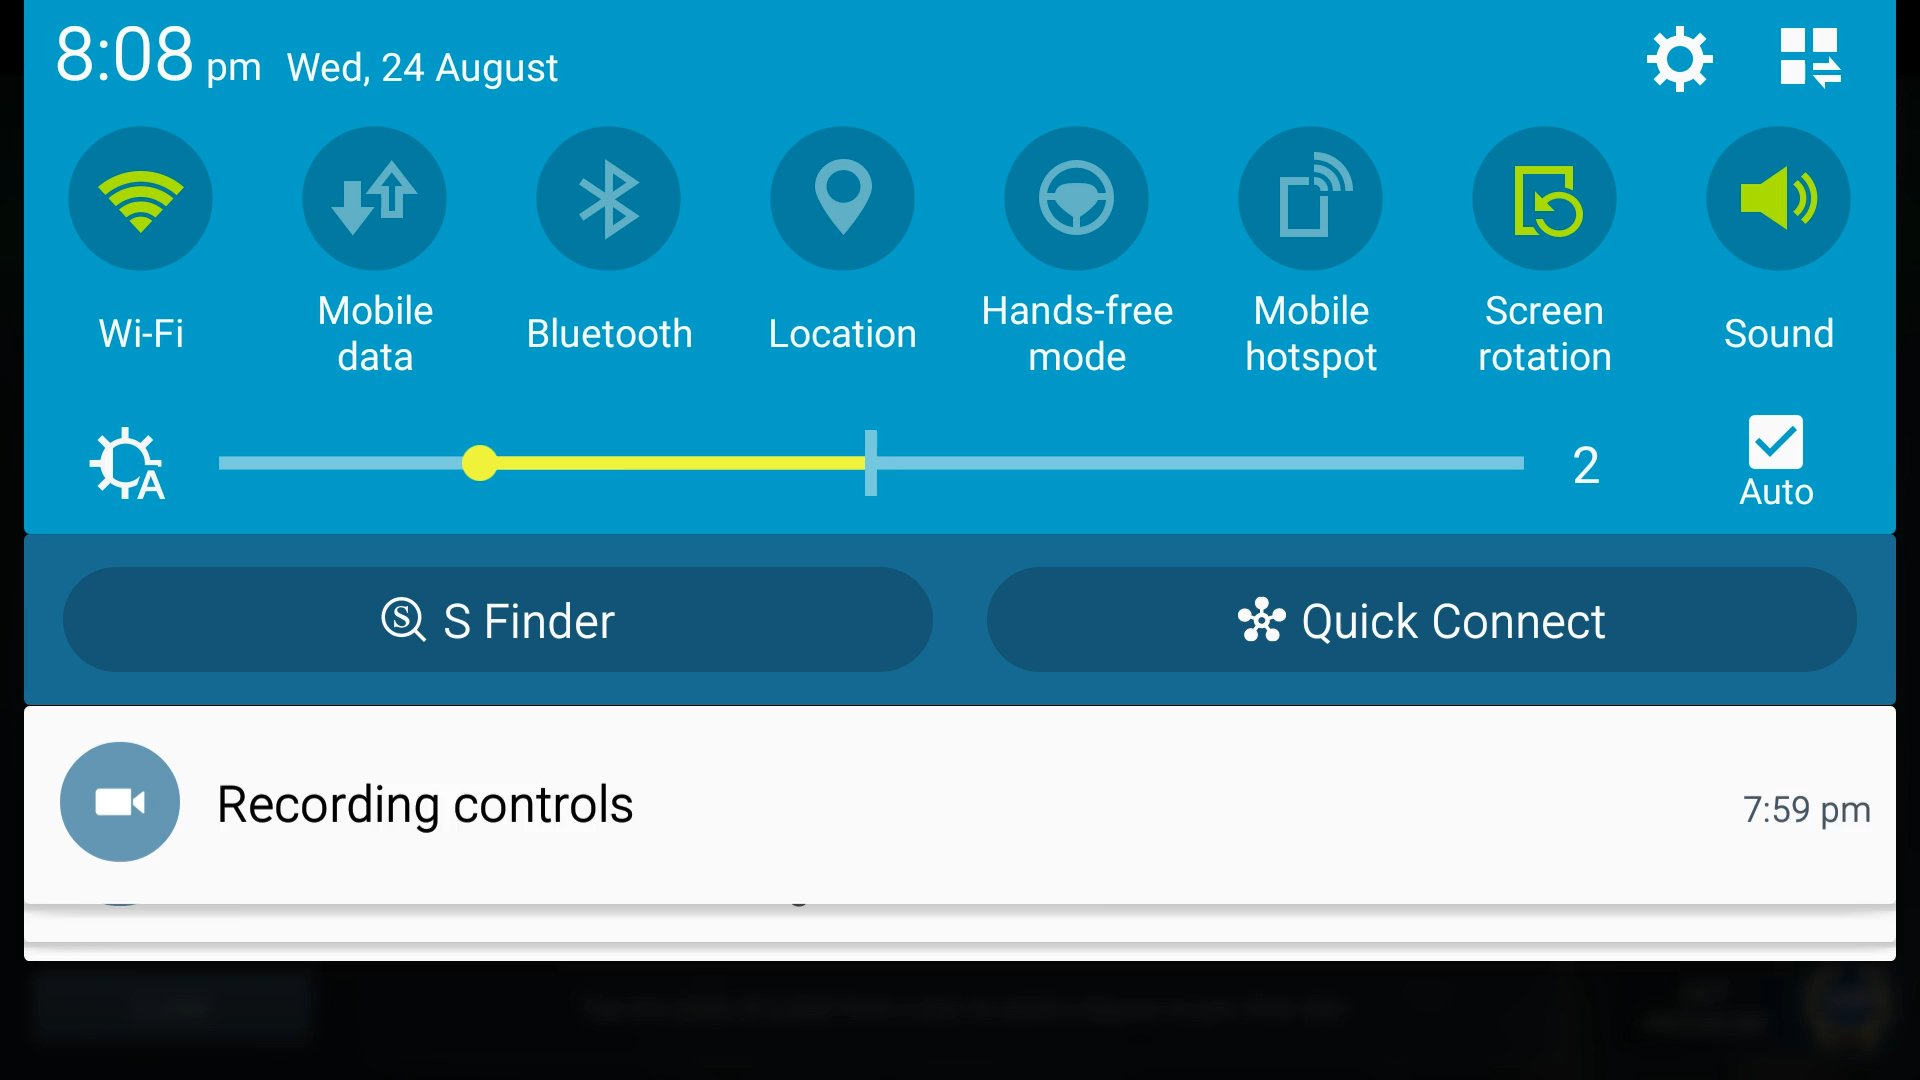 8:08 pm Wed, 24 August
Wi-Fi
Mobile
data
Bluetooth
Location
Hands-free
mode
Mobile
hotspot
Screen
rotation
Sound
A
2
Auto
S
S Finder
Quick Connect
Recording controls
7:59 pm